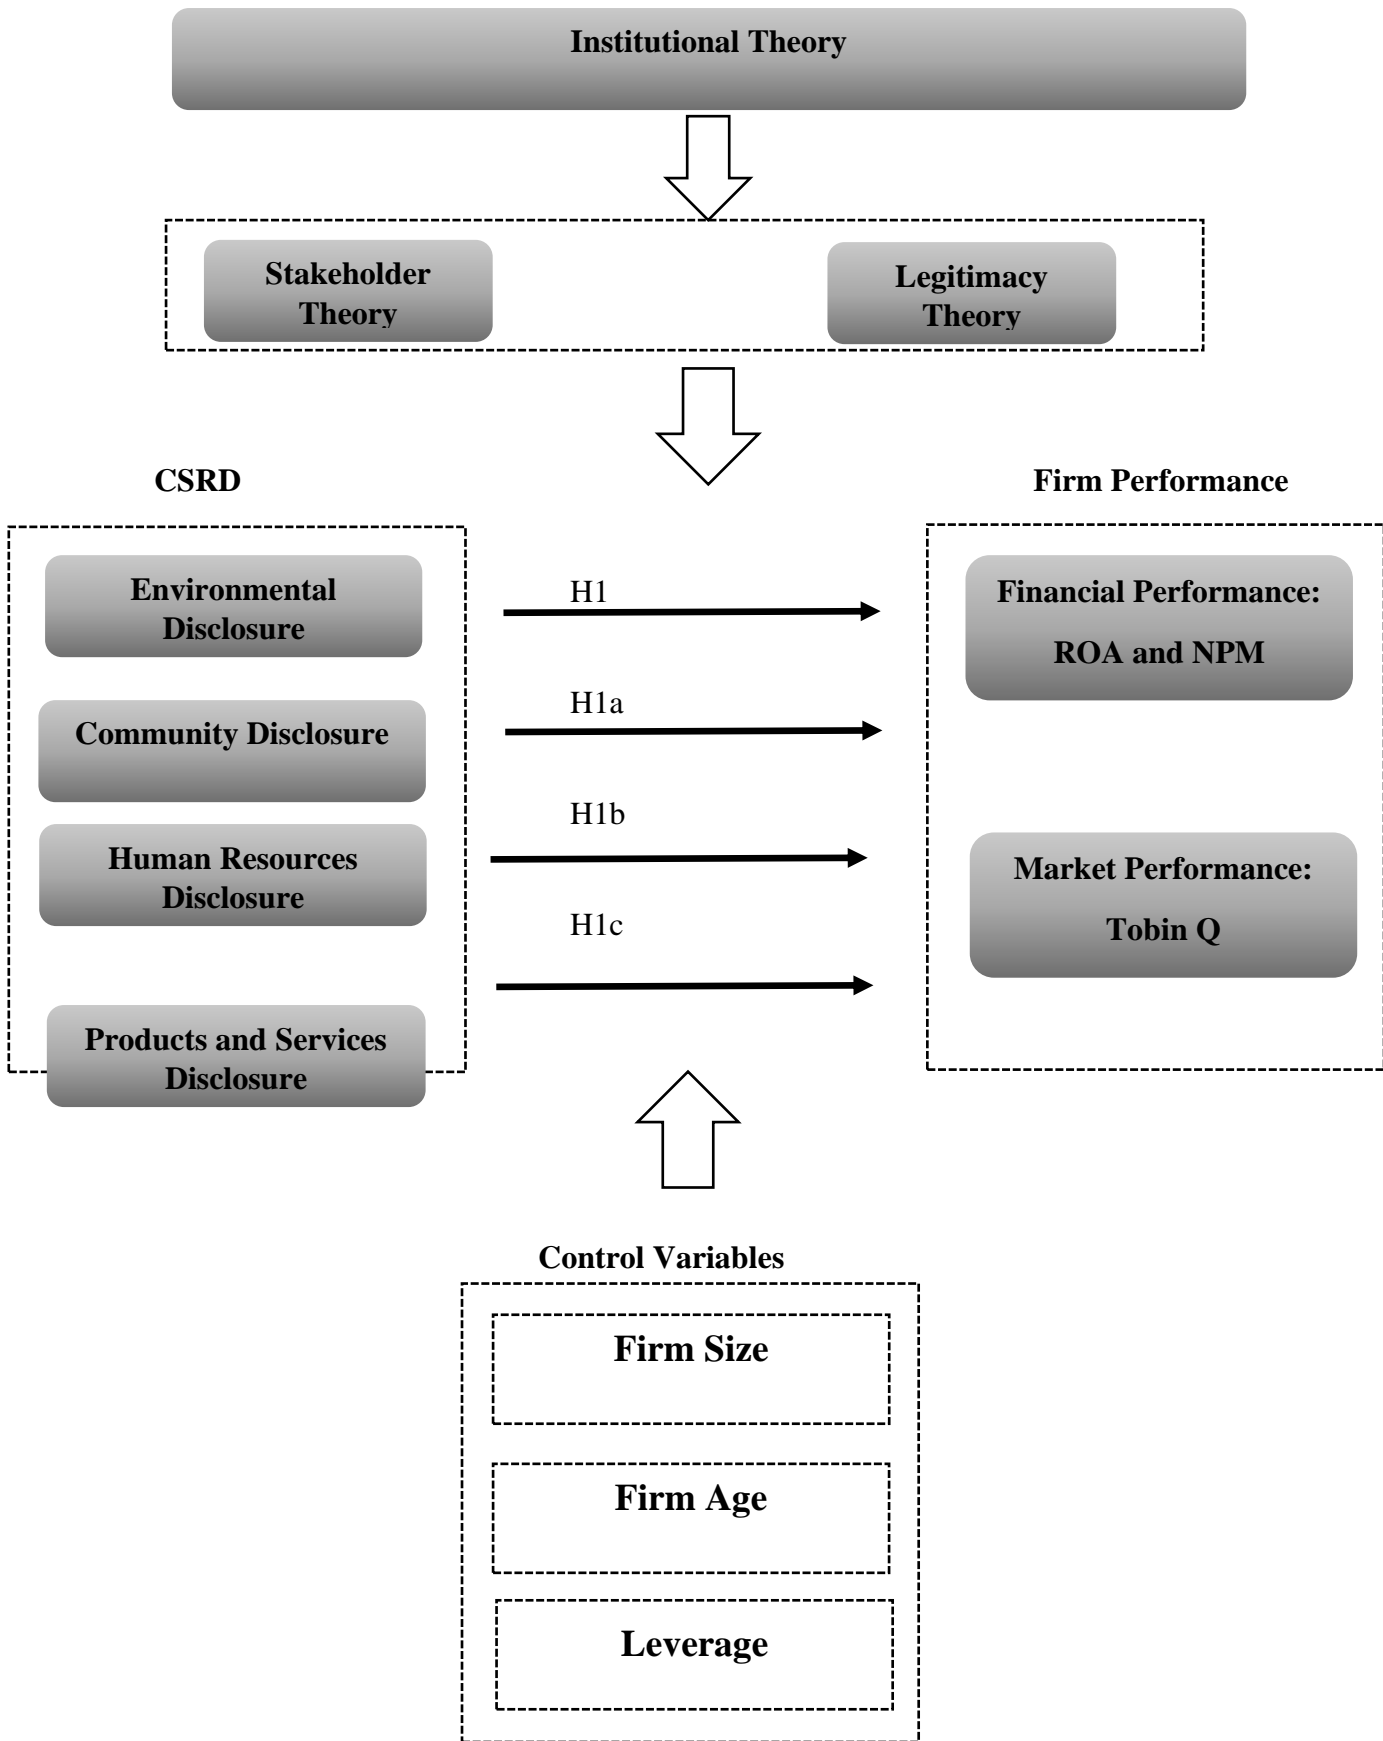 Institutional Theory
Stakeholder
Theory
Legitimacy
Theory
CSRD
Firm Performance
Environmental
Disclosure
H1
Financial Performance:
ROA and NPM
Community Disclosure
H1a
Human Resources
Disclosure
H1b
Market Performance:
Tobin Q
H1c
Products and Services
Disclosure
Control Variables
Firm Size
Firm Age
Leverage